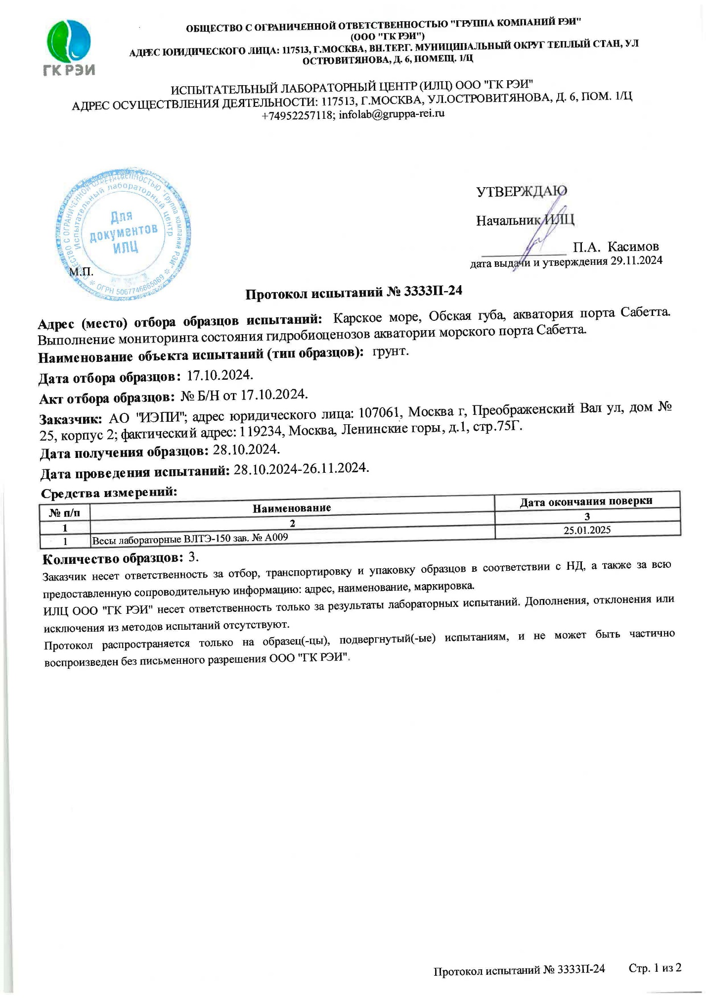 ОБЩЕСТВО С ОГРАНИЧЕННОЙ ОТВЕТСТВЕННОСТЬЮ "ГРУППА КОМПАНИЙ РЭИ"
(ООО "ГК РЭИ")
АДРЕС ЮРИДИЧЕСКОГО ЛИЦА: 117513, Г.МОСКВА, ВН.ТЕР.Г. МУНИЦИПАЛЬНЫЙ ОКРУГ ТЕПЛЫЙ СТАН, УЛ
ОСТРОВИТЯНОВА, Д. 6, ПОМЕЩ. 1/Ц
ГК РЭИ
ИСПЫТАТЕЛЬНЫЙ ЛАБОРАТОРНЫЙ ЦЕНТР (ИЛЦ) ООО "ГК РЭИ"
АДРЕС ОСУЩЕСТВЛЕНИЯ ДЕЯТЕЛЬНОСТИ: 117513, Г.МОСКВА, УЛ.ОСТРОВИТЯНОВА, Д. 6, ПОМ. 1/Ц
+74952257118; infolab@gruppa-rei.ru
УТВЕРЖДАЮ
Начальник ИЛЦ
П.А. Касимов
дата выдачи и утверждения 29.11.2024
ОБЩЕСТВО С ОГРАНИЧЕННОЙ ОТВЕТСТВЕННОСТЬЮ "Группа компаний РЭИ"
Испытательный лабораторный центр
Для
документов
ИЛЦ
ОГРН 5067746665069
М.П.
Протокол испытаний № 3333П-24
Адрес (место) отбора образцов испытаний: Карское море, Обская губа, акватория порта Сабетта.
Выполнение мониторинга состояния гидробиоценозов акватории морского порта Сабетта.
Наименование объекта испытаний (тип образцов): грунт.
Дата отбора образцов: 17.10.2024.
Акт отбора образцов: № Б/Н от 17.10.2024.
Заказчик: АО "ИЭПИ"; адрес юридического лица: 107061, Москва г, Преображенский Вал ул, дом №
25, корпус 2; фактический адрес: 119234, Москва, Ленинские горы, д.1, стр.75Г.
Дата получения образцов: 28.10.2024.
Дата проведения испытаний: 28.10.2024-26.11.2024.
Средства измерений:
№ п/п Наименование Дата окончания поверки
1 2 3
1 Весы лабораторные ВЛТЭ-150 зав. № А009 25.01.2025
Количество образцов: 3.
Заказчик несет ответственность за отбор, транспортировку и упаковку образцов в соответствии с НД, а также за всю
предоставленную сопроводительную информацию: адрес, наименование, маркировка.
ИЛЦ ООО "ГК РЭИ" несет ответственность только за результаты лабораторных испытаний. Дополнения, отклонения или
исключения из методов испытаний отсутствуют.
Протокол распространяется только на образец(-цы), подвергнутый(-ые) испытаниям, и не может быть частично
воспроизведен без письменного разрешения ООО "ГК РЭИ".
Протокол испытаний № 3333П-24 Стр. 1 из 2